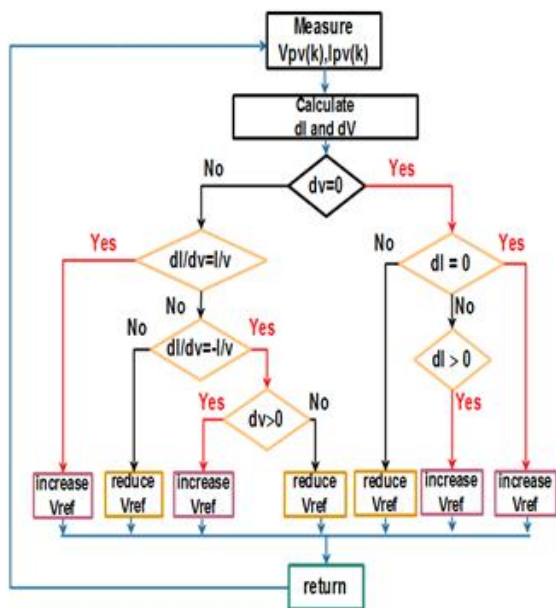 Measure
Vpv(k),Ipv(k)
Calculate
dI and dV
No
dv=0
Yes
Yes
dI/dv=I/v
No
dI = 0
Yes
No
No
No
dI/dv=-I/v
Yes
dI > 0
Yes
dv>0
No
Yes
increase
Vref
reduce
Vref
increase
Vref
reduce
Vref
reduce
Vref
increase
Vref
increase
Vref
return